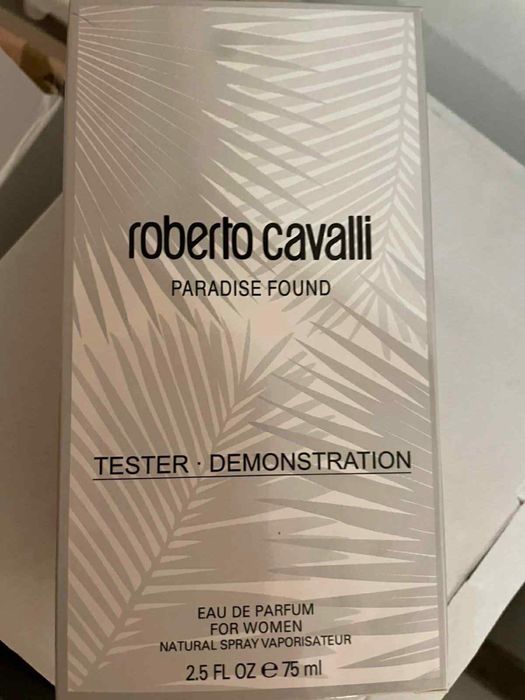 roberto cavalli
PARADISE FOUND
TESTER · DEMONSTRATION
EAU DE PARFUM
FOR WOMEN
NATURAL SPRAY VAPORISATEUR
2.5 FL OZ e 75 ml